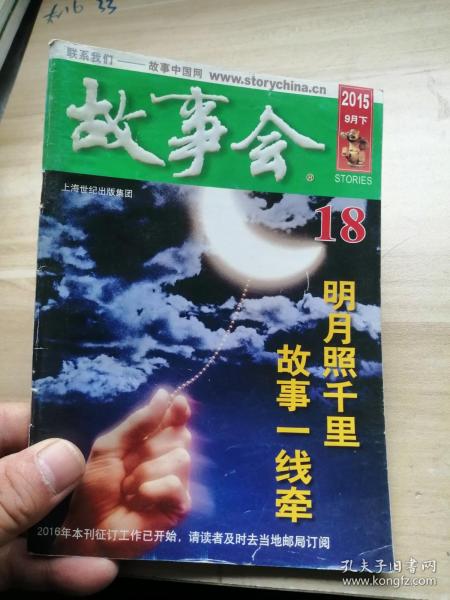 联系我们——故事中国网 www.storychina.cn
故事会
®
2015
9月下
STORIES
上海世纪出版集团
18
明月照千里
故事一线牵
2016年本刊征订工作已开始，请读者及时去当地邮局订阅
孔夫子旧书网
www.kongfz.com